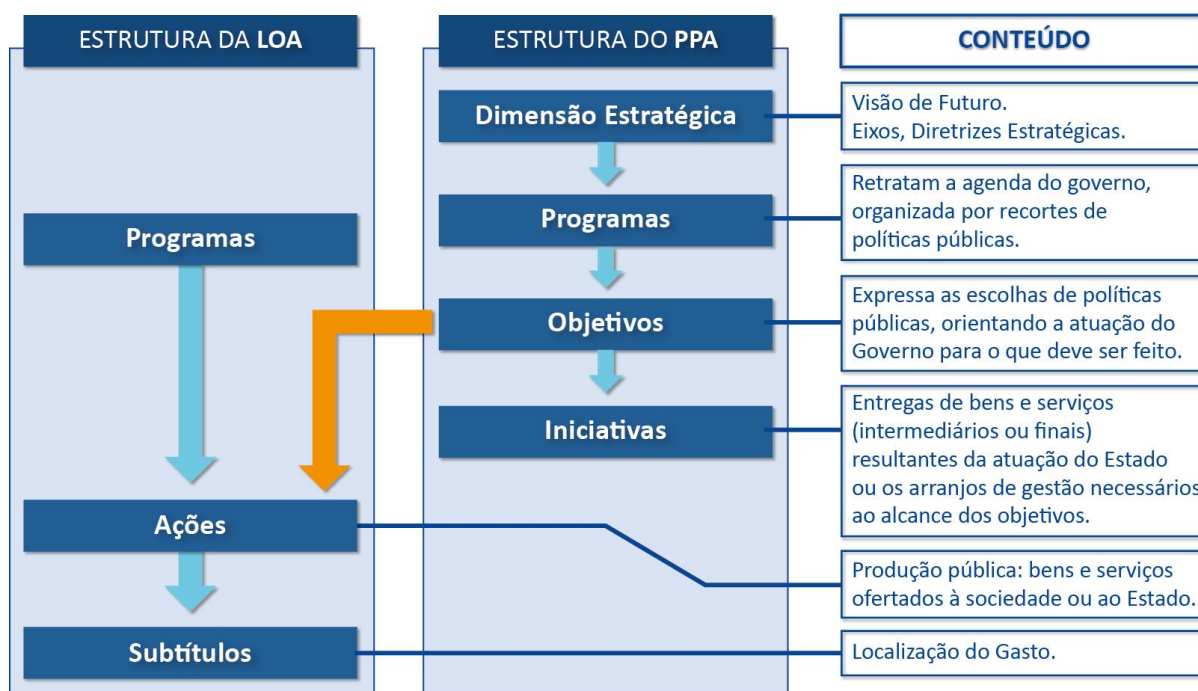 ESTRUTURA DA LOA
ESTRUTURA DO PPA
CONTEÚDO
Dimensão Estratégica
Visão de Futuro.
Eixos, Diretrizes Estratégicas.
Programas
Programas
Retratam a agenda do governo,
organizada por recortes de
políticas públicas.
Objetivos
Expressa as escolhas de políticas
públicas, orientando a atuação do
Governo para o que deve ser feito.
Iniciativas
Entregas de bens e serviços
(intermediários ou finais)
resultantes da atuação do Estado
ou os arranjos de gestão necessários
ao alcance dos objetivos.
Ações
Produção pública: bens e serviços
ofertados à sociedade ou ao Estado.
Subtítulos
Localização do Gasto.